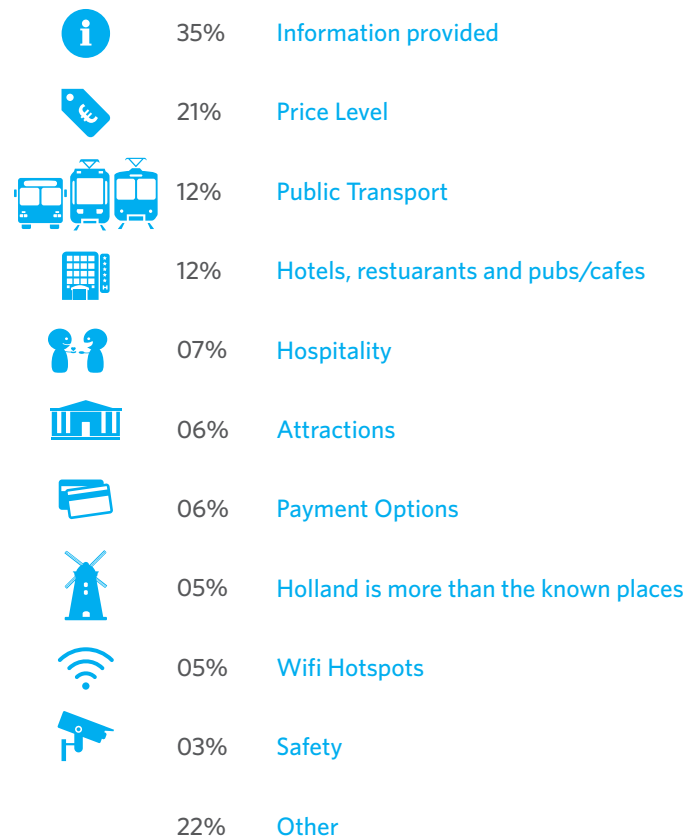 35% Information provided
21% Price Level
12% Public Transport
12% Hotels, restuarants and pubs/cafes
07% Hospitality
06% Attractions
06% Payment Options
05% Holland is more than the known places
05% Wifi Hotspots
03% Safety
22% Other